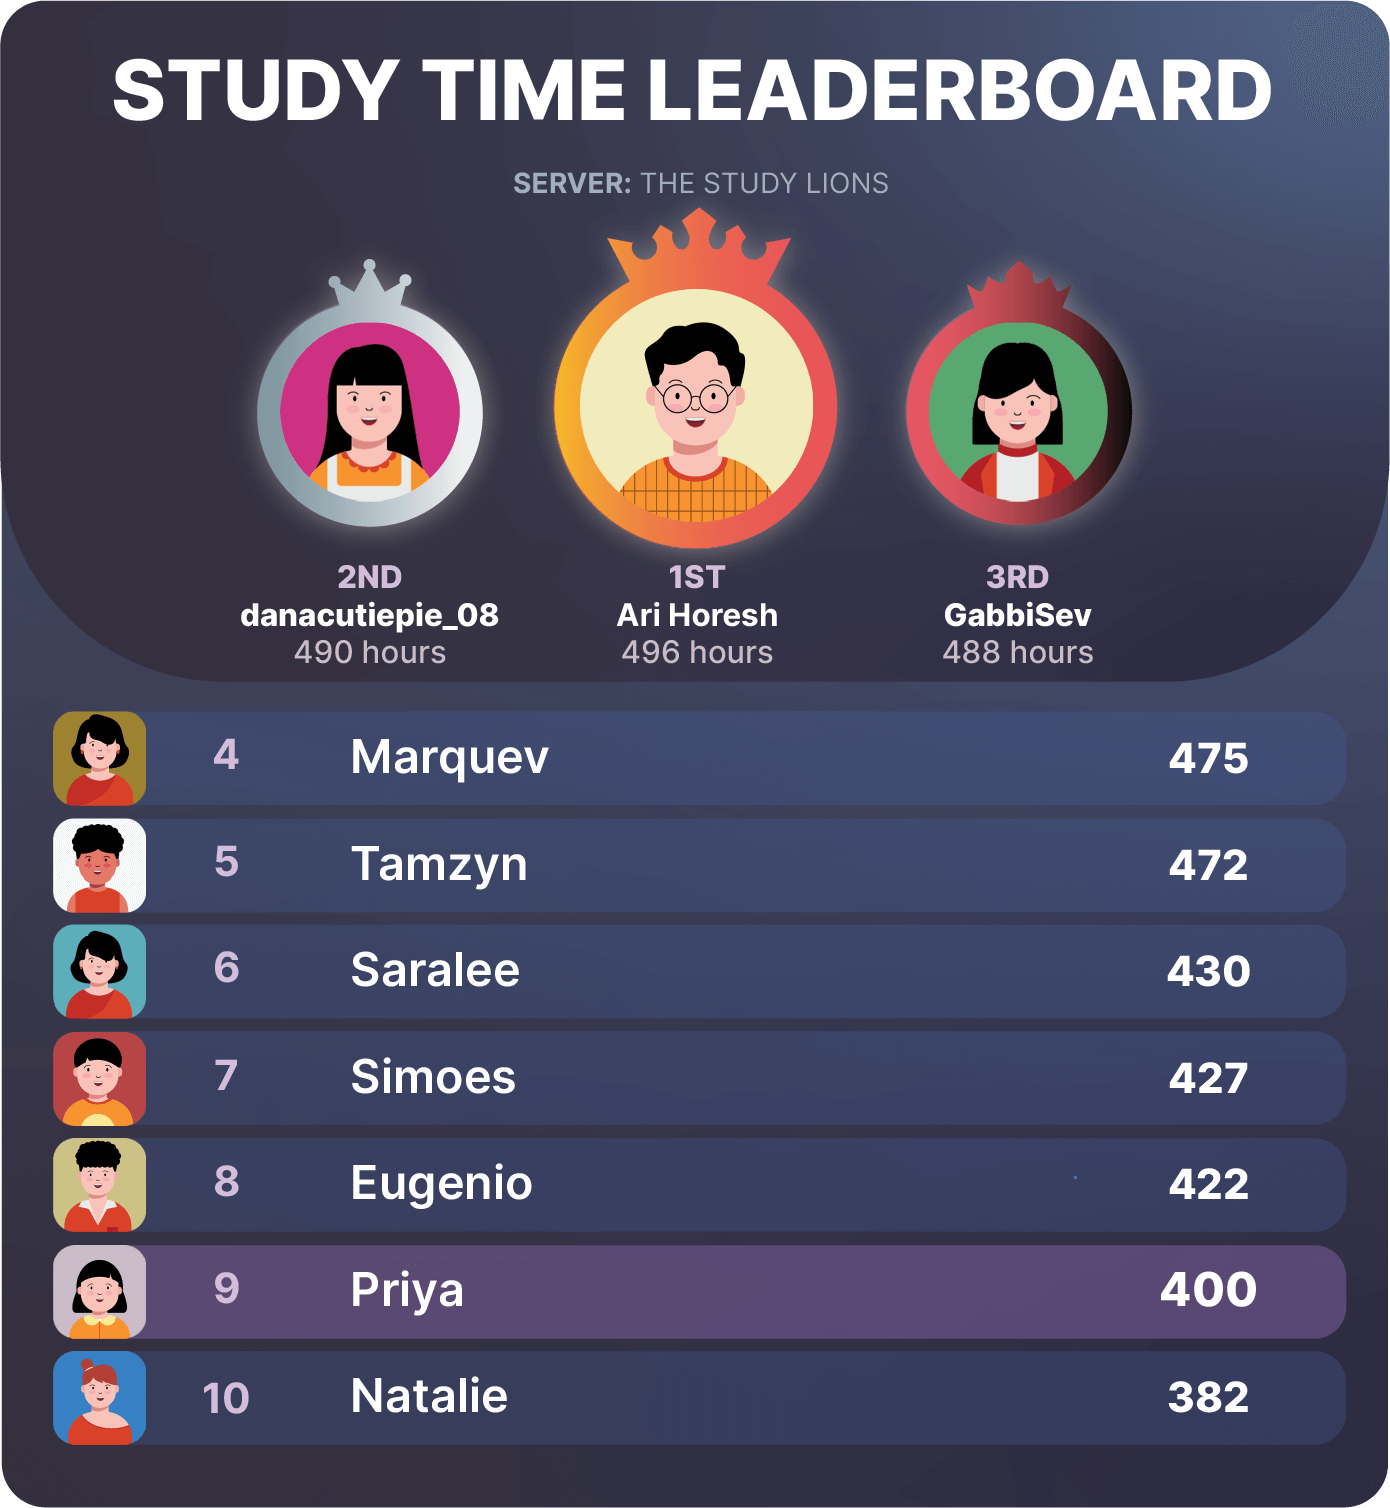 STUDY TIME LEADERBOARD
SERVER: THE STUDY LIONS
2ND
danacutiepie_08
490 hours
1ST
Ari Horesh
496 hours
3RD
GabbiSev
488 hours
4 Marquev 475
5 Tamzyn 472
6 Saralee 430
7 Simoes 427
8 Eugenio 422
9 Priya 400
10 Natalie 382